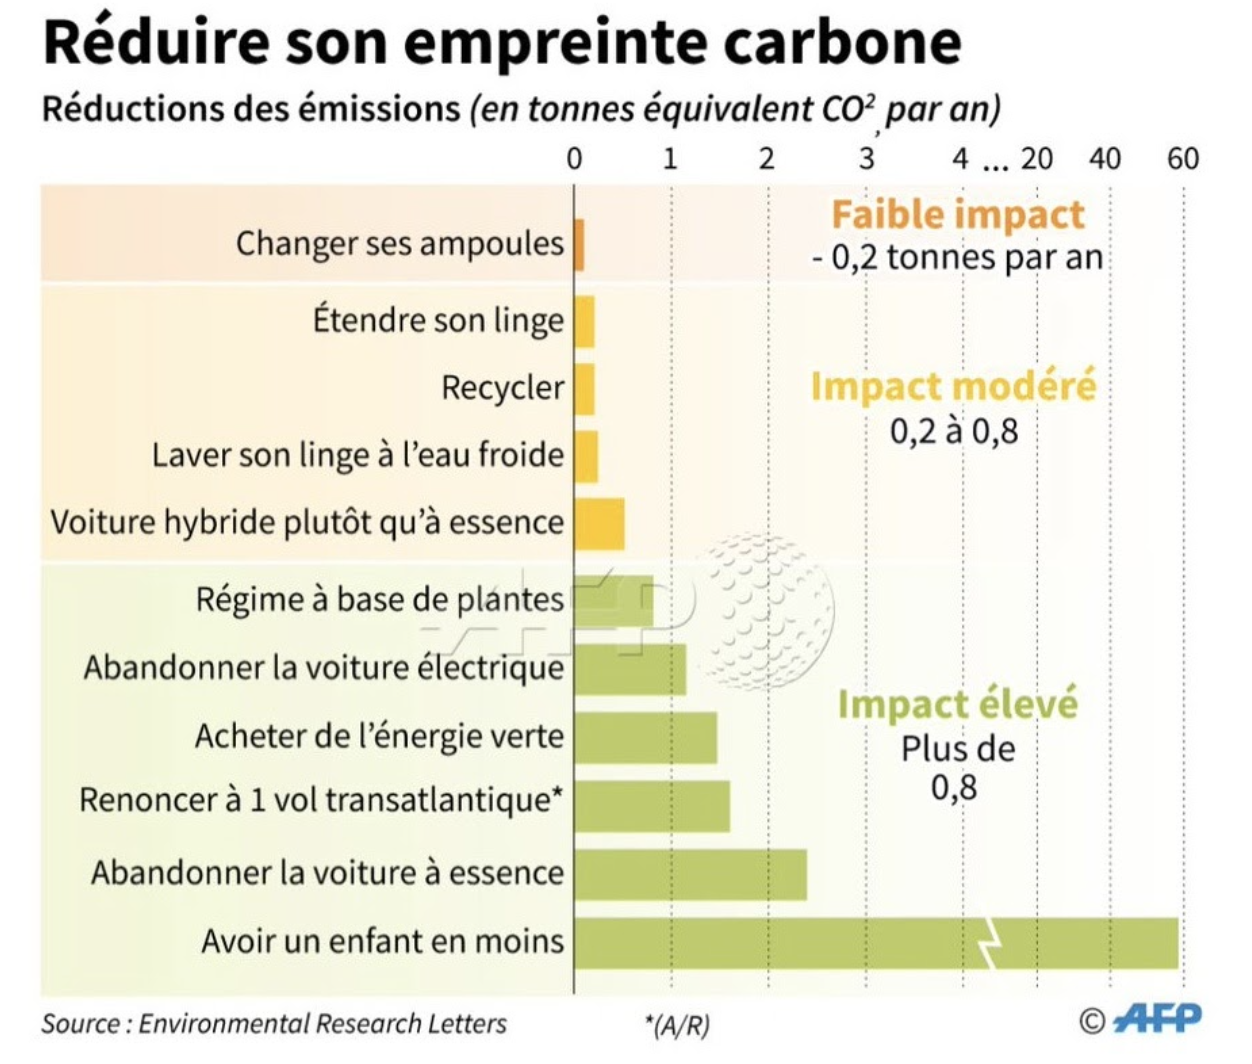 Réduire son empreinte carbone
Réductions des émissions (en tonnes équivalent CO², par an)
0 1 2 3 4 ... 20 40 60
Faible impact
Changer ses ampoules
- 0,2 tonnes par an
Étendre son linge
Recycler
Impact modéré
0,2 à 0,8
Laver son linge à l'eau froide
Voiture hybride plutôt qu'à essence
AFP
Régime à base de plantes
Abandonner la voiture électrique
Impact élevé
Acheter de l'énergie verte
Plus de
0,8
Renoncer à 1 vol transatlantique*
Abandonner la voiture à essence
Avoir un enfant en moins
Source : Environmental Research Letters
*(A/R)
© AFP